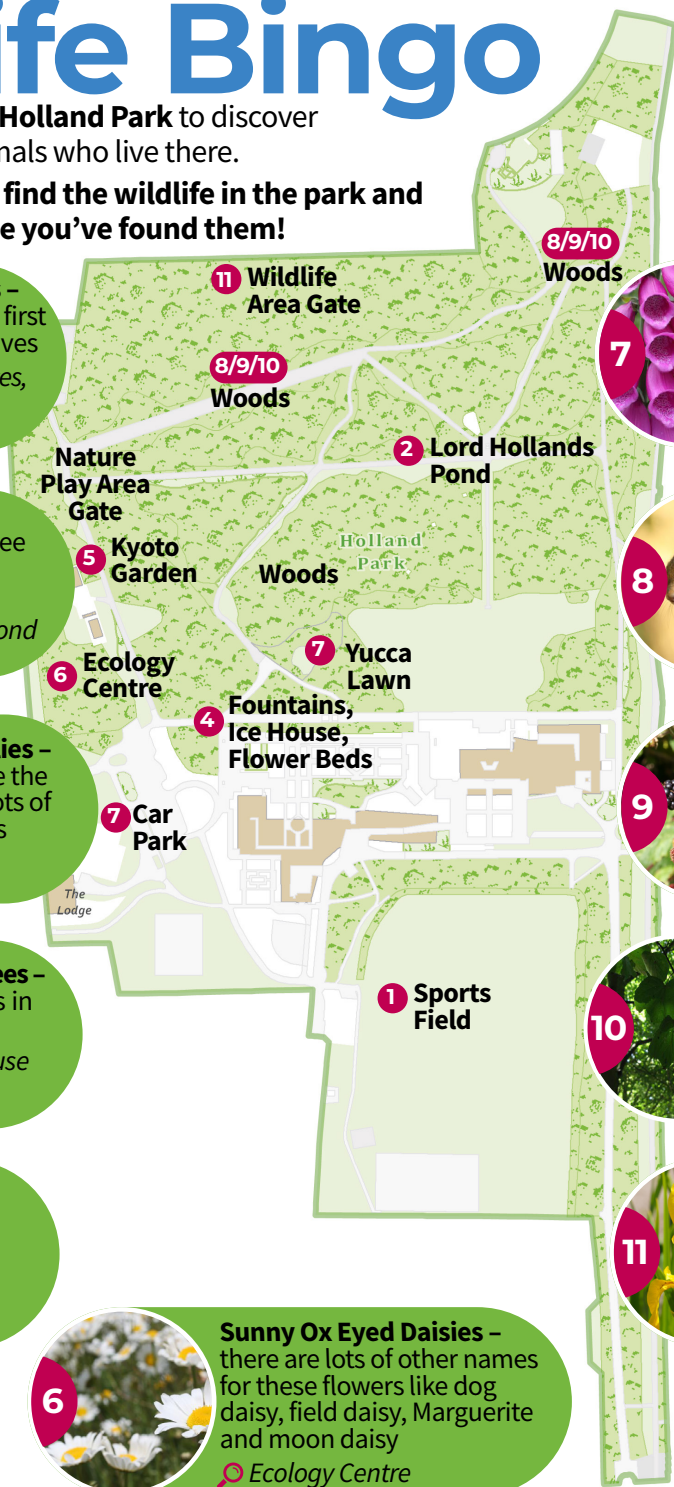 ife Bingo
Holland Park to discover
nals who live there.
find the wildlife in the park and
e you've found them!
8/9/10
Woods
11 Wildlife
Area Gate
–
first
ves
es,
7
8/9/10
Woods
2 Lord Hollands
Pond
Nature
Play Area
Gate
ee
ond
5 Kyoto
Garden
Holland
Park
Woods
8
7 Yucca
Lawn
6 Ecology
Centre
4 Fountains,
Ice House,
Flower Beds
ies –
e the
ots of
s
7 Car
Park
9
The
Lodge
ees –
s in
use
1 Sports
Field
10
11
6
Sunny Ox Eyed Daisies –
there are lots of other names
for these flowers like dog
daisy, field daisy, Marguerite
and moon daisy
Ecology Centre